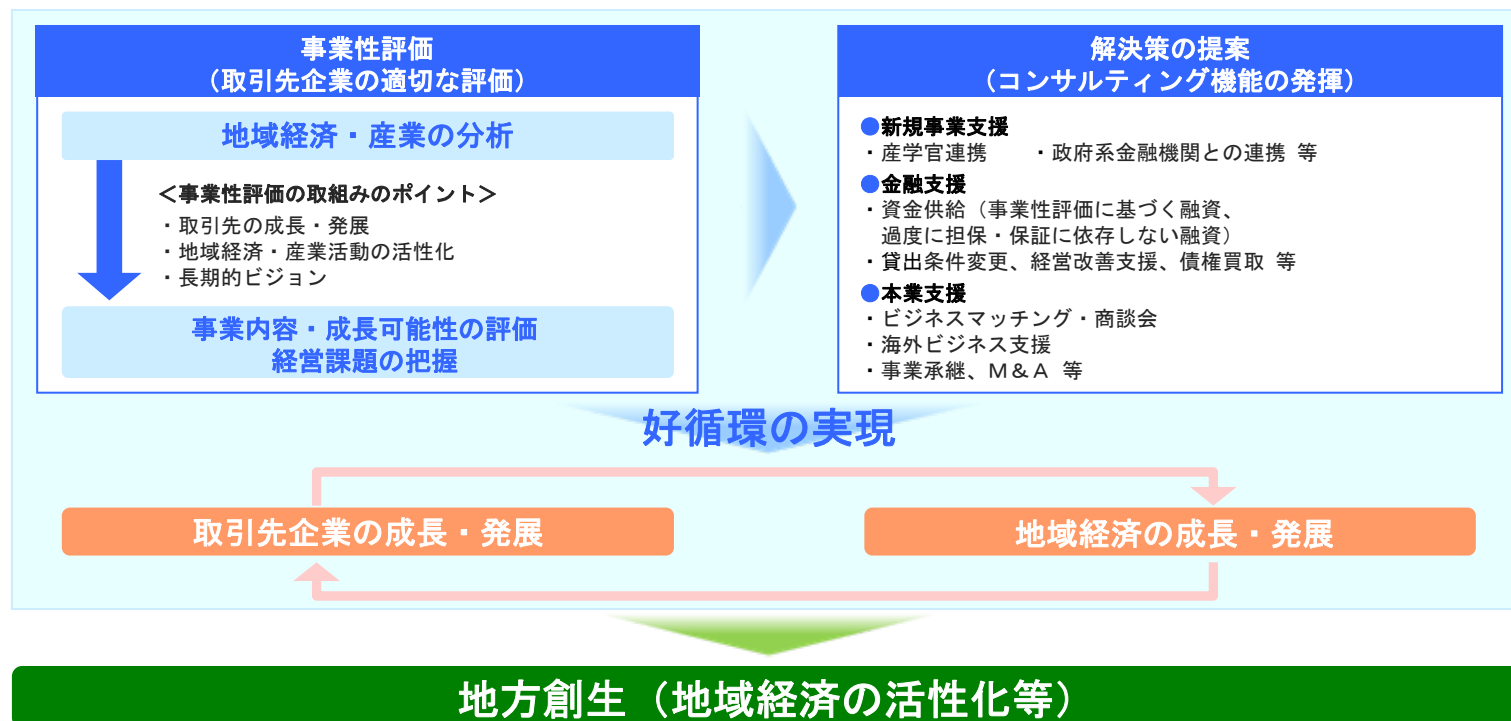 事業性評価
（取引先企業の適切な評価）
地域経済・産業の分析
＜事業性評価の取組みのポイント＞
・取引先の成長・発展
・地域経済・産業活動の活性化
・長期的ビジョン
事業内容・成長可能性の評価
経営課題の把握
解決策の提案
（コンサルティング機能の発揮）
●新規事業支援
・産学官連携　　・政府系金融機関との連携 等
●金融支援
・資金供給（事業性評価に基づく融資、
過度に担保・保証に依存しない融資）
・貸出条件変更、経営改善支援、債権買取 等
●本業支援
・ビジネスマッチング・商談会
・海外ビジネス支援
・事業承継、Ｍ＆Ａ 等
好循環の実現
取引先企業の成長・発展
地域経済の成長・発展
地方創生（地域経済の活性化等）